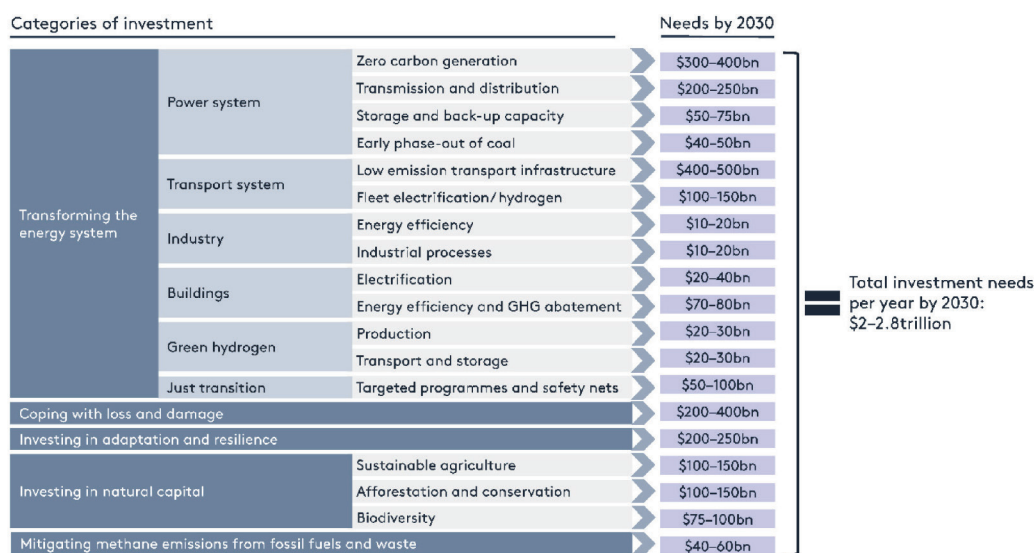 Categories of investment
Needs by 2030
Transforming the
energy system
Power system
Zero carbon generation
$300–400bn
Transmission and distribution
$200–250bn
Storage and back-up capacity
$50–75bn
Early phase-out of coal
$40–50bn
Transport system
Low emission transport infrastructure
$400–500bn
Fleet electrification/hydrogen
$100–150bn
Industry
Energy efficiency
$10–20bn
Industrial processes
$10–20bn
Buildings
Electrification
$20–40bn
Energy efficiency and GHG abatement
$70–80bn
Green hydrogen
Production
$20–30bn
Transport and storage
$20–30bn
Just transition
Targeted programmes and safety nets
$50–100bn
Coping with loss and damage
$200–400bn
Investing in adaptation and resilience
$200–250bn
Investing in natural capital
Sustainable agriculture
$100–150bn
Afforestation and conservation
$100–150bn
Biodiversity
$75–100bn
Mitigating methane emissions from fossil fuels and waste
$40–60bn
Total investment needs
per year by 2030:
$2–2.8trillion